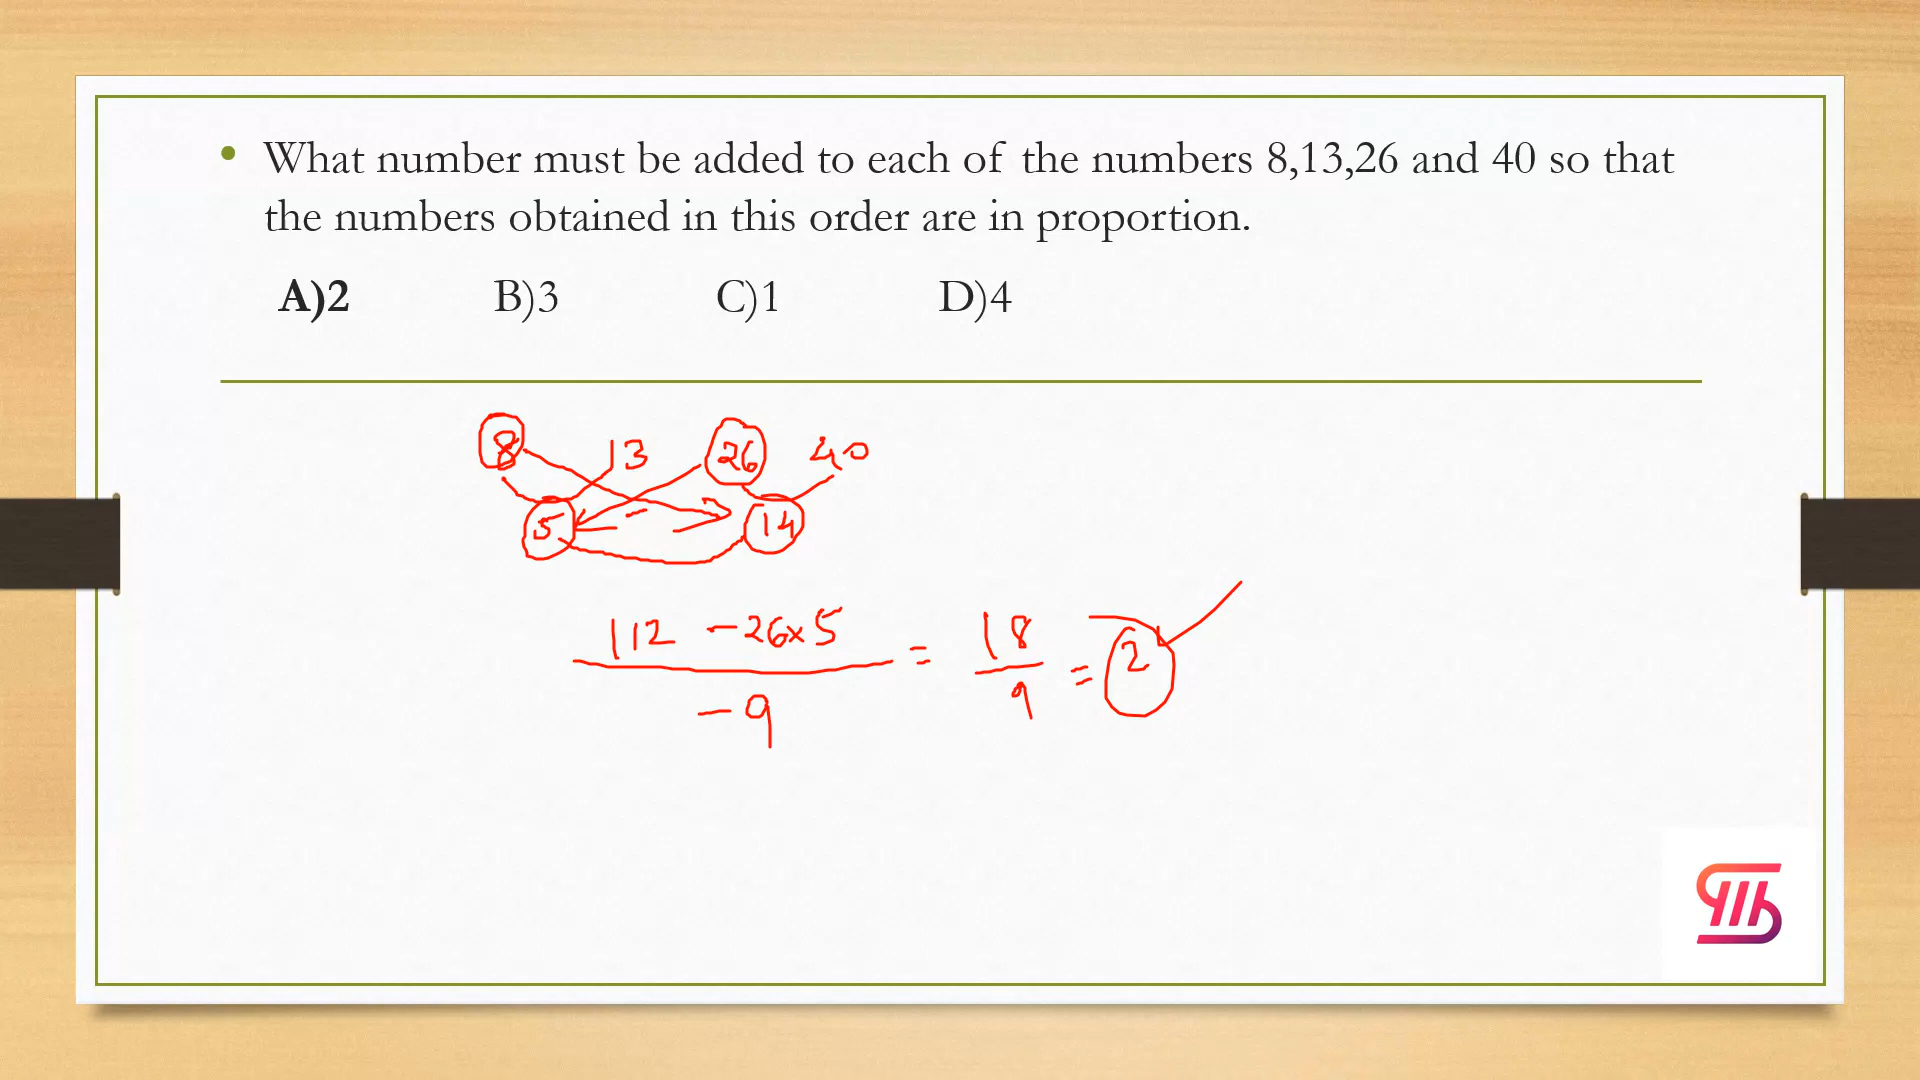 • What number must be added to each of the numbers 8,13,26 and 40 so that
the numbers obtained in this order are in proportion.
A)2 B)3 C)1 D)4
8 13 26 40
5 14
112 - 26x5 = 18 = 2
-9 9